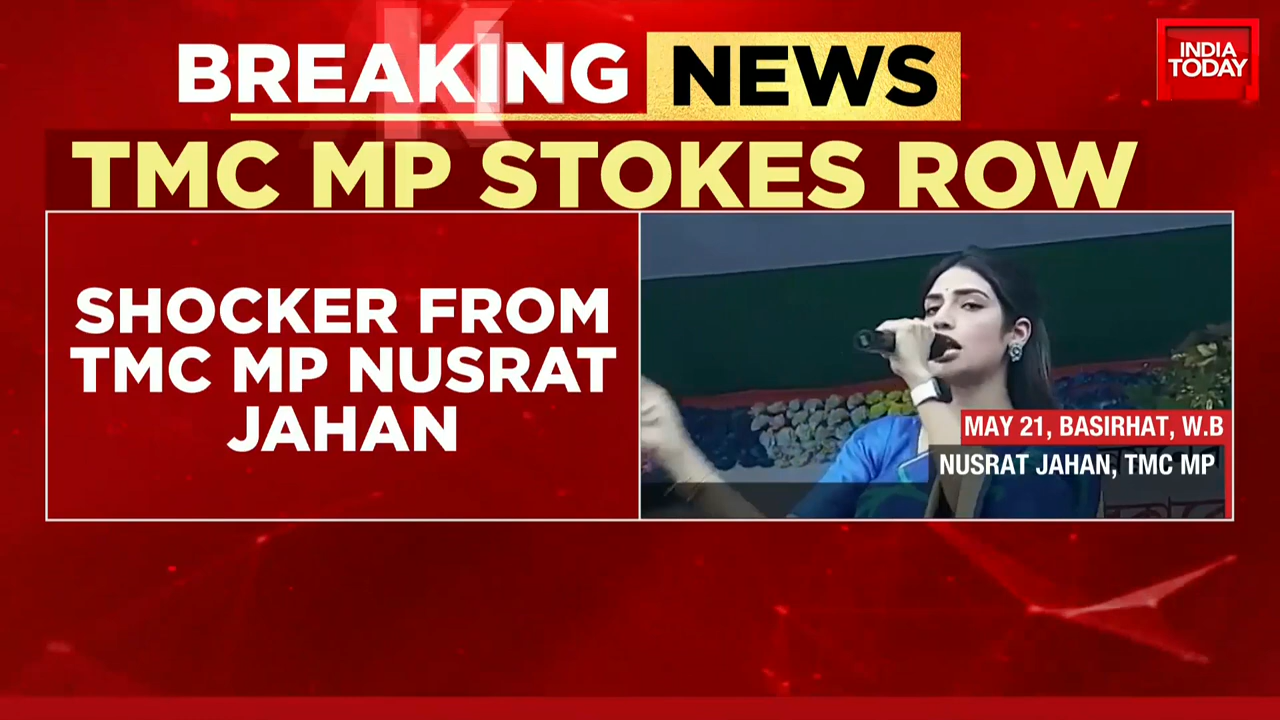 BREAKING NEWS
INDIA
TODAY
TMC MP STOKES ROW
SHOCKER FROM
TMC MP NUSRAT
JAHAN
MAY 21, BASIRHAT, W.B
NUSRAT JAHAN, TMC MP